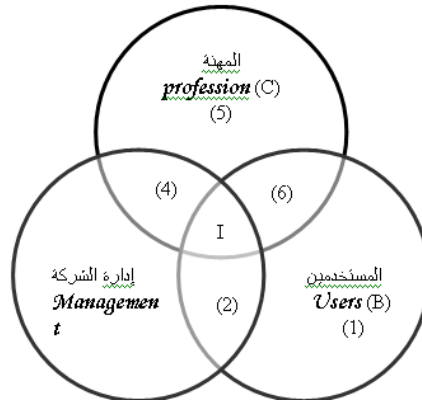 المهنة
profession (C)
(5)
(4)
(6)
I
إدارة الشركة
Managemen
t
(2)
المستخدمين
Users (B)
(1)